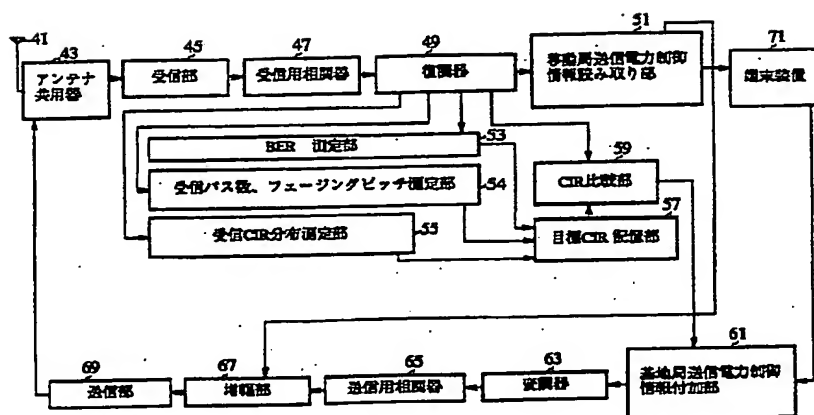 41
43
アンテナ
共用器
45
受信部
47
受信用相関器
49
復調器
51
移動局送信電力制御
情報読み取り部
71
端末装置
BER 測定部
53
受信パス数、フェージングピッチ測定部
54
受信CIR分布測定部
55
59
CIR比較部
57
目標CIR 記憶部
69
送信部
67
増幅部
65
送信用相関器
63
変調器
61
基地局送信電力制御
情報付加部